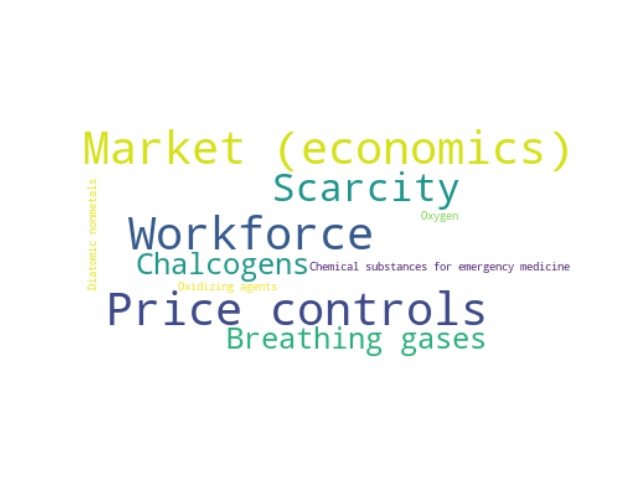 Market (economics)
Scarcity
Diatomic nonmetals
Oxygen
Workforce
Chalcogens
Chemical substances for emergency medicine
Oxidizing agents
Price controls
Breathing gases